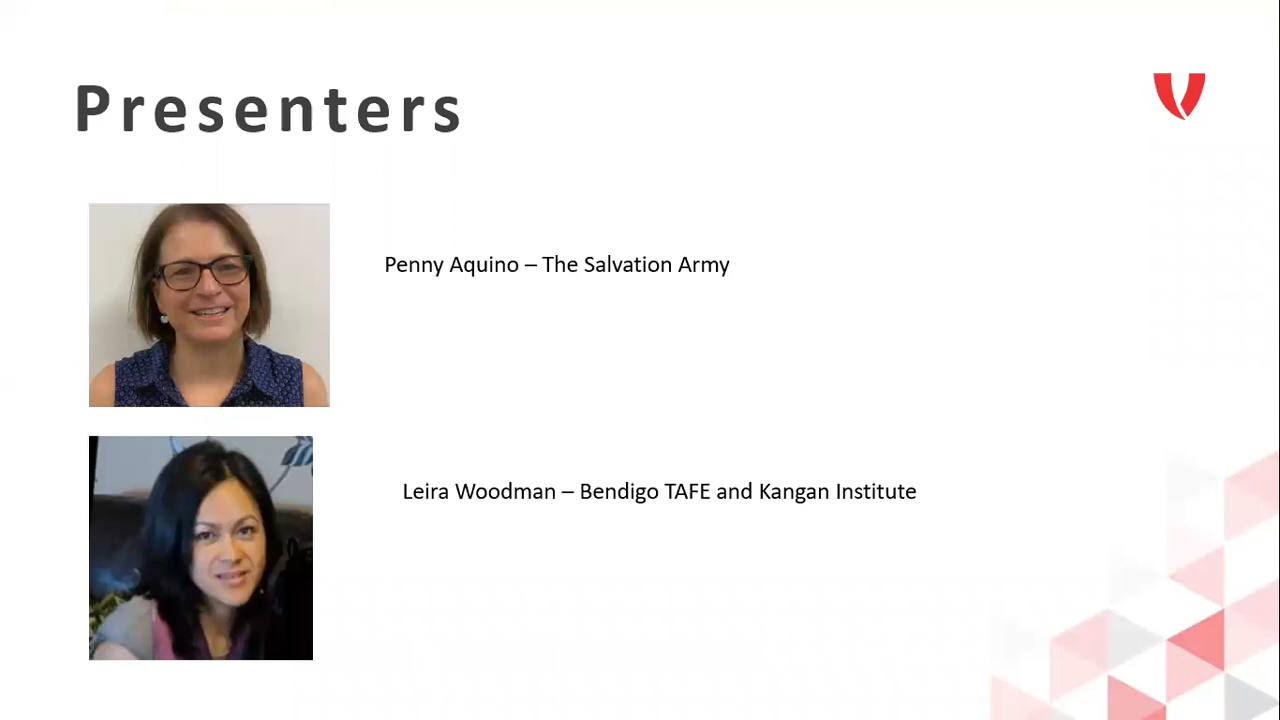 Presenters
Penny Aquino – The Salvation Army
Leira Woodman – Bendigo TAFE and Kangan Institute